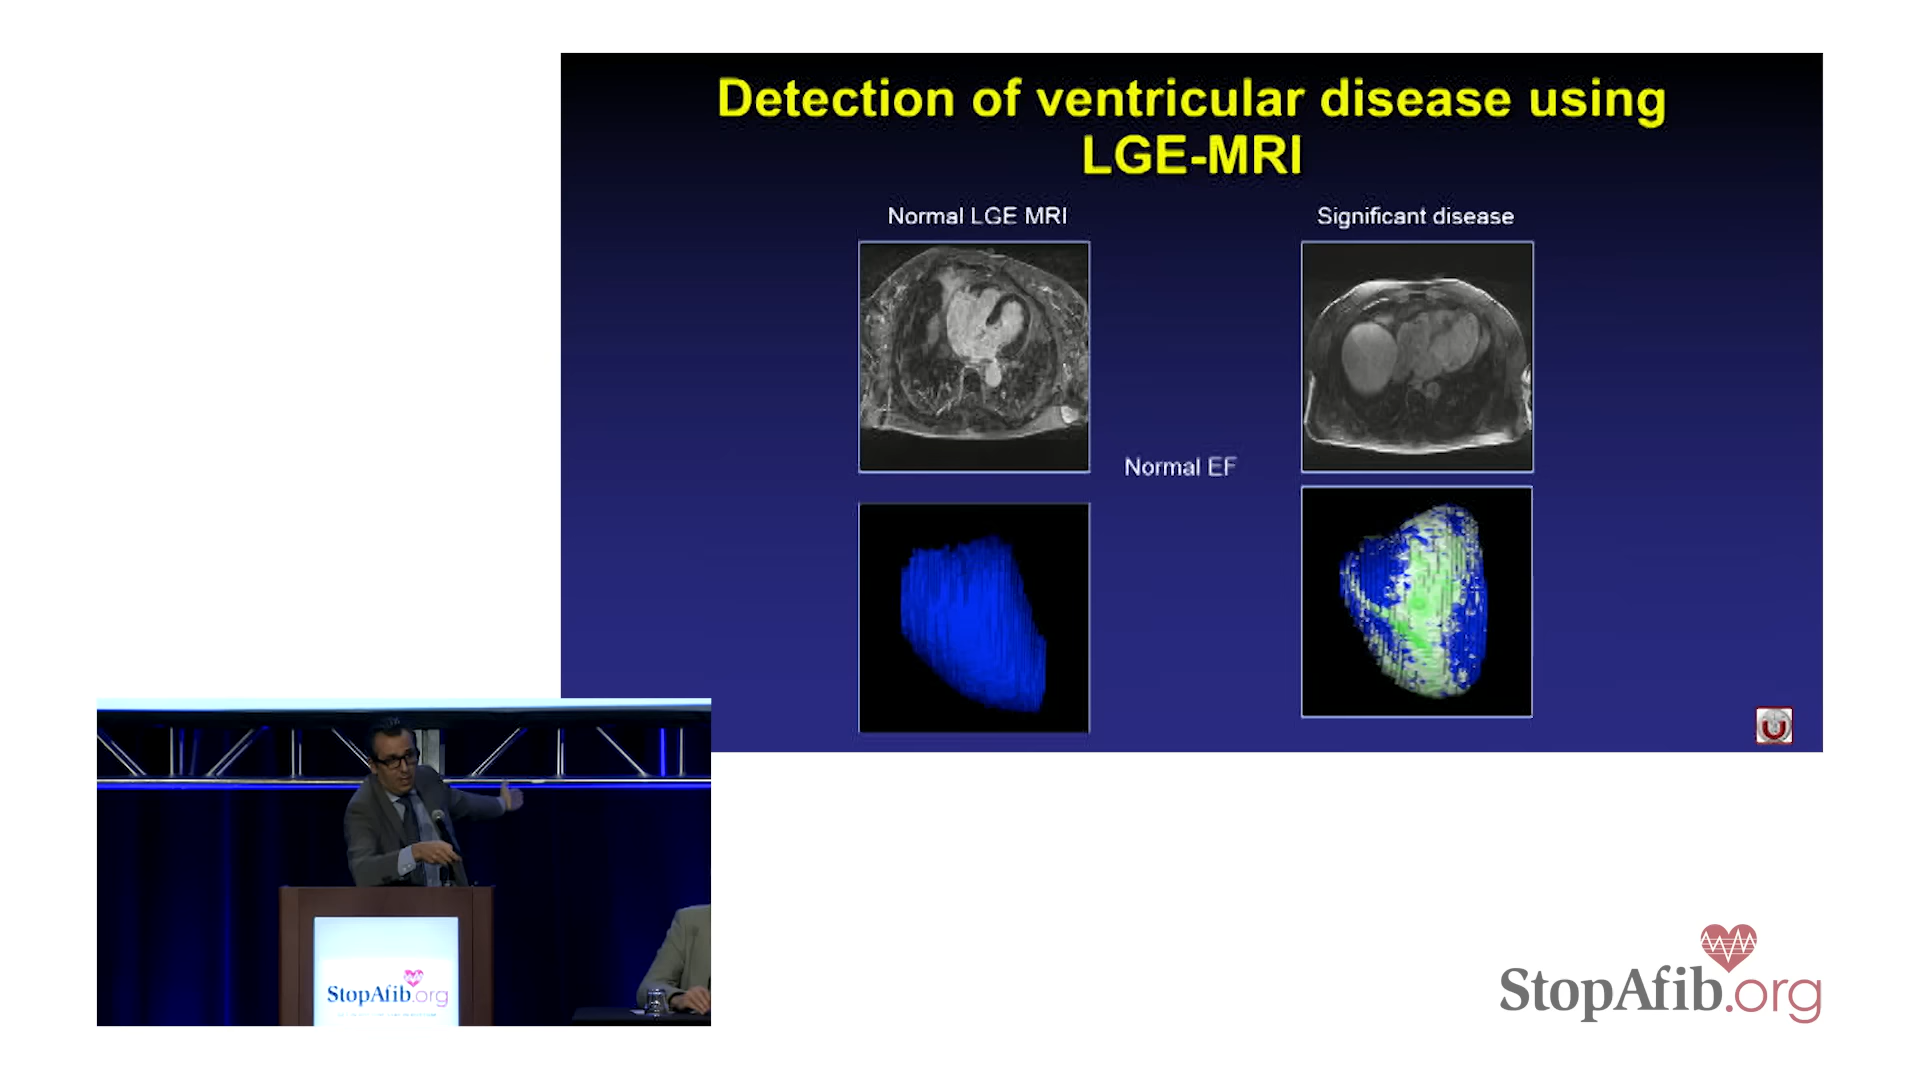 Detection of ventricular disease using
LGE-MRI
Normal LGE MRI
Significant disease
Normal EF
U
StopAfib.org
StopAfib.org